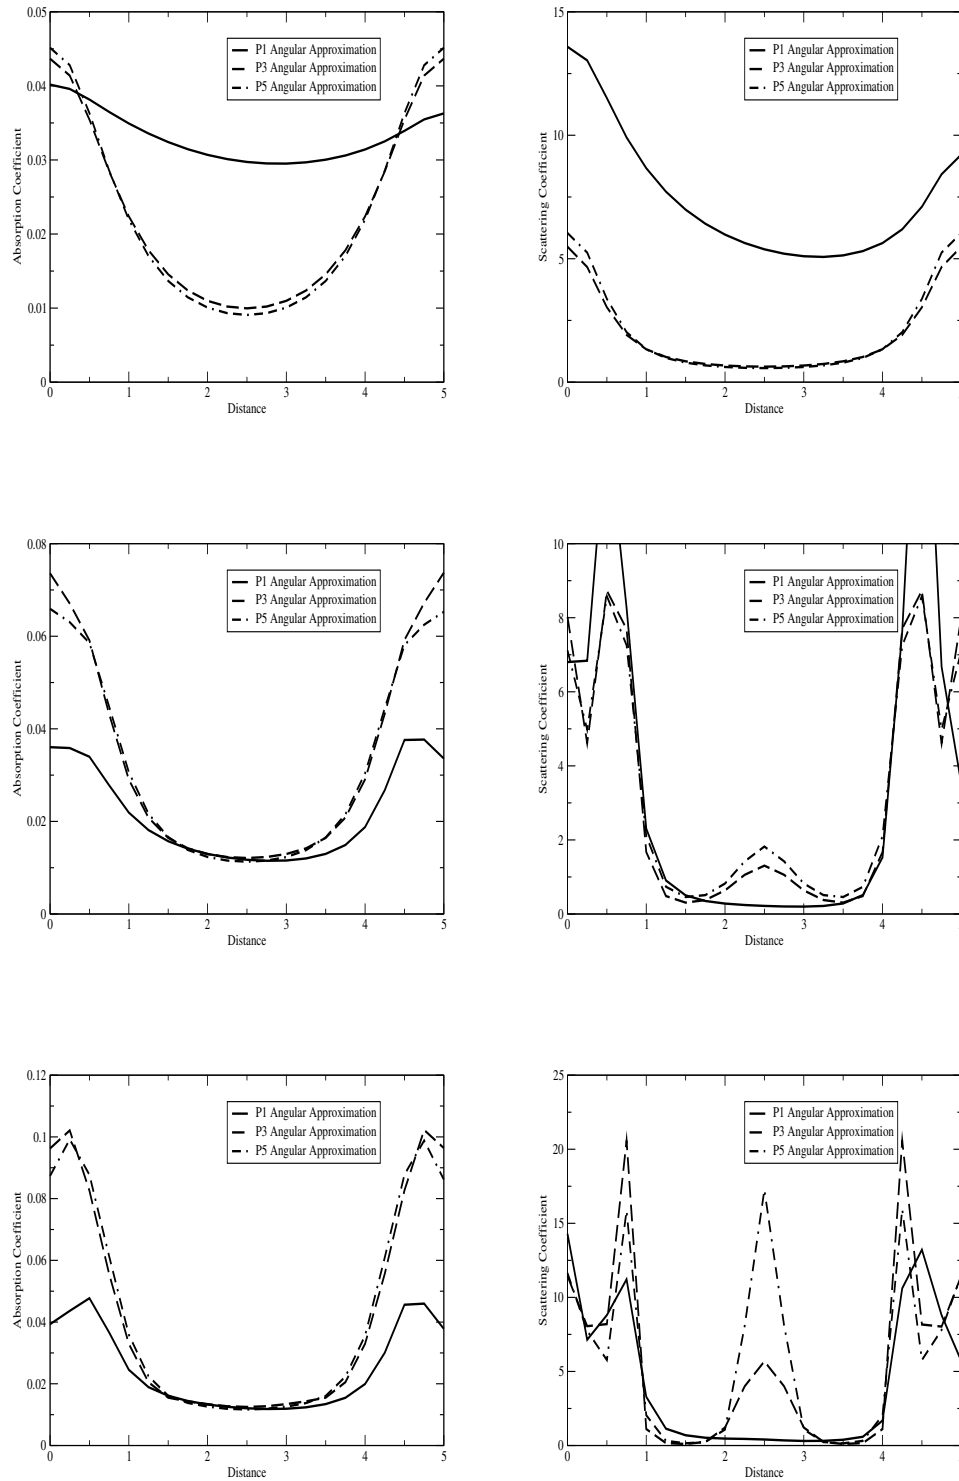 0.05
0.04
0.03
0.02
0.01
0
Absorption Coefficient
P1 Angular Approximation
P3 Angular Approximation
P5 Angular Approximation
0 1 2 3 4 5
Distance
15
10
5
0
Scattering Coefficient
P1 Angular Approximation
P3 Angular Approximation
P5 Angular Approximation
0 1 2 3 4
Distance
0.08
0.06
0.04
0.02
0
Absorption Coefficient
P1 Angular Approximation
P3 Angular Approximation
P5 Angular Approximation
0 1 2 3 4 5
Distance
10
8
6
4
2
0
Scattering Coefficient
P1 Angular Approximation
P3 Angular Approximation
P5 Angular Approximation
0 1 2 3 4
Distance
0.12
0.1
0.08
0.06
0.04
0.02
0
Absorption Coefficient
P1 Angular Approximation
P3 Angular Approximation
P5 Angular Approximation
0 1 2 3 4 5
Distance
25
20
15
10
5
0
Scattering Coefficient
P1 Angular Approximation
P3 Angular Approximation
P5 Angular Approximation
0 1 2 3 4
Distance